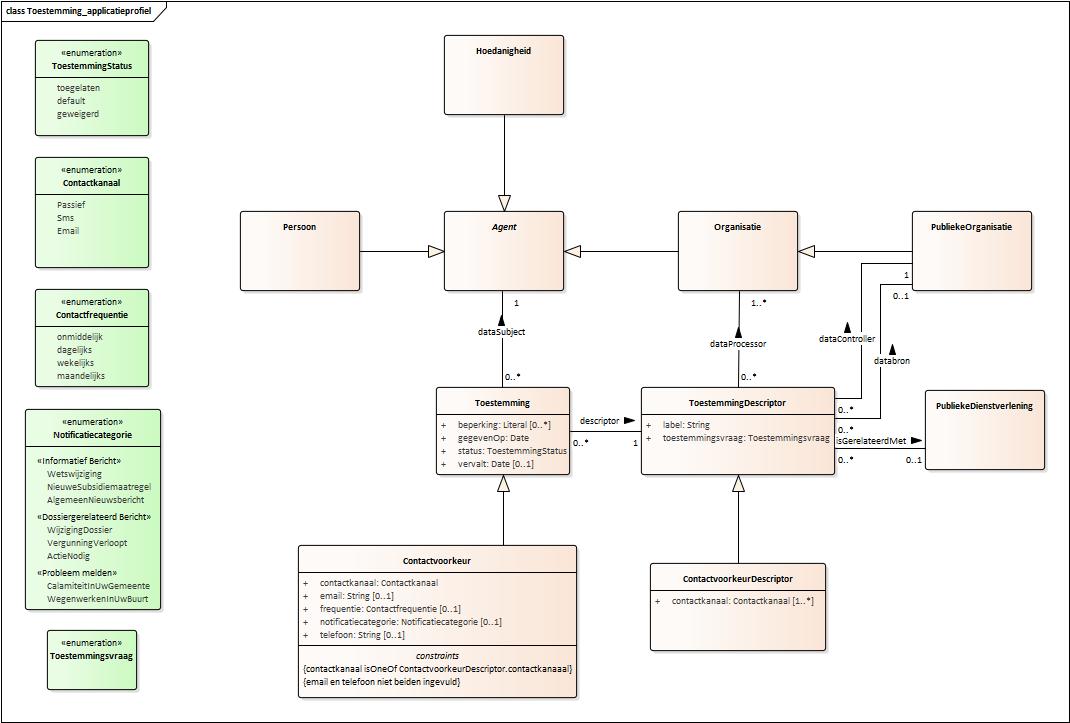 class Toestemming_applicatieprofiel
«enumeration»
ToestemmingStatus
toegelaten
default
geweigerd
«enumeration»
Contactkanaal
Passief
Sms
Email
«enumeration»
Contactfrequentie
onmiddelijk
dagelijks
wekelijks
maandelijks
«enumeration»
Notificatiecategorie
«Informatief Bericht»
Wetswijziging
NieuweSubsidiemaatregel
AlgemeenNieuwsbericht
«Dossiergerelateerd Bericht»
WijzigingDossier
VergunningVerloopt
ActieNodig
«Probleem melden»
CalamiteitInUwGemeente
WegenwerkenInUwBuurt
«enumeration»
Toestemmingsvraag
Hoedanigheid
Persoon
Agent
Organisatie
PubliekeOrganisatie
1
dataSubject
0..*
1..*
dataProcessor
0..*
1
0..1
dataController
databron
0..*
0..*
Toestemming
+ beperking: Literal [0..*]
+ gegevenOp: Date
+ status: ToestemmingStatus
+ vervalt: Date [0..1]
descriptor
0..*
1
ToestemmingDescriptor
+ label: String
+ toestemmingsvraag: Toestemmingsvraag
isGerelateerdMet
0..*
0..1
PubliekeDienstverlening
Contactvoorkeur
+ contactkanaal: Contactkanaal
+ email: String [0..1]
+ frequentie: Contactfrequentie [0..1]
+ notificatiecategorie: Notificatiecategorie [0..1]
+ telefoon: String [0..1]
constraints
{contactkanaal isOneOf ContactvoorkeurDescriptor.contactkanaaal}
{email en telefoon niet beiden ingevuld}
ContactvoorkeurDescriptor
+ contactkanaal: Contactkanaal [1..*]